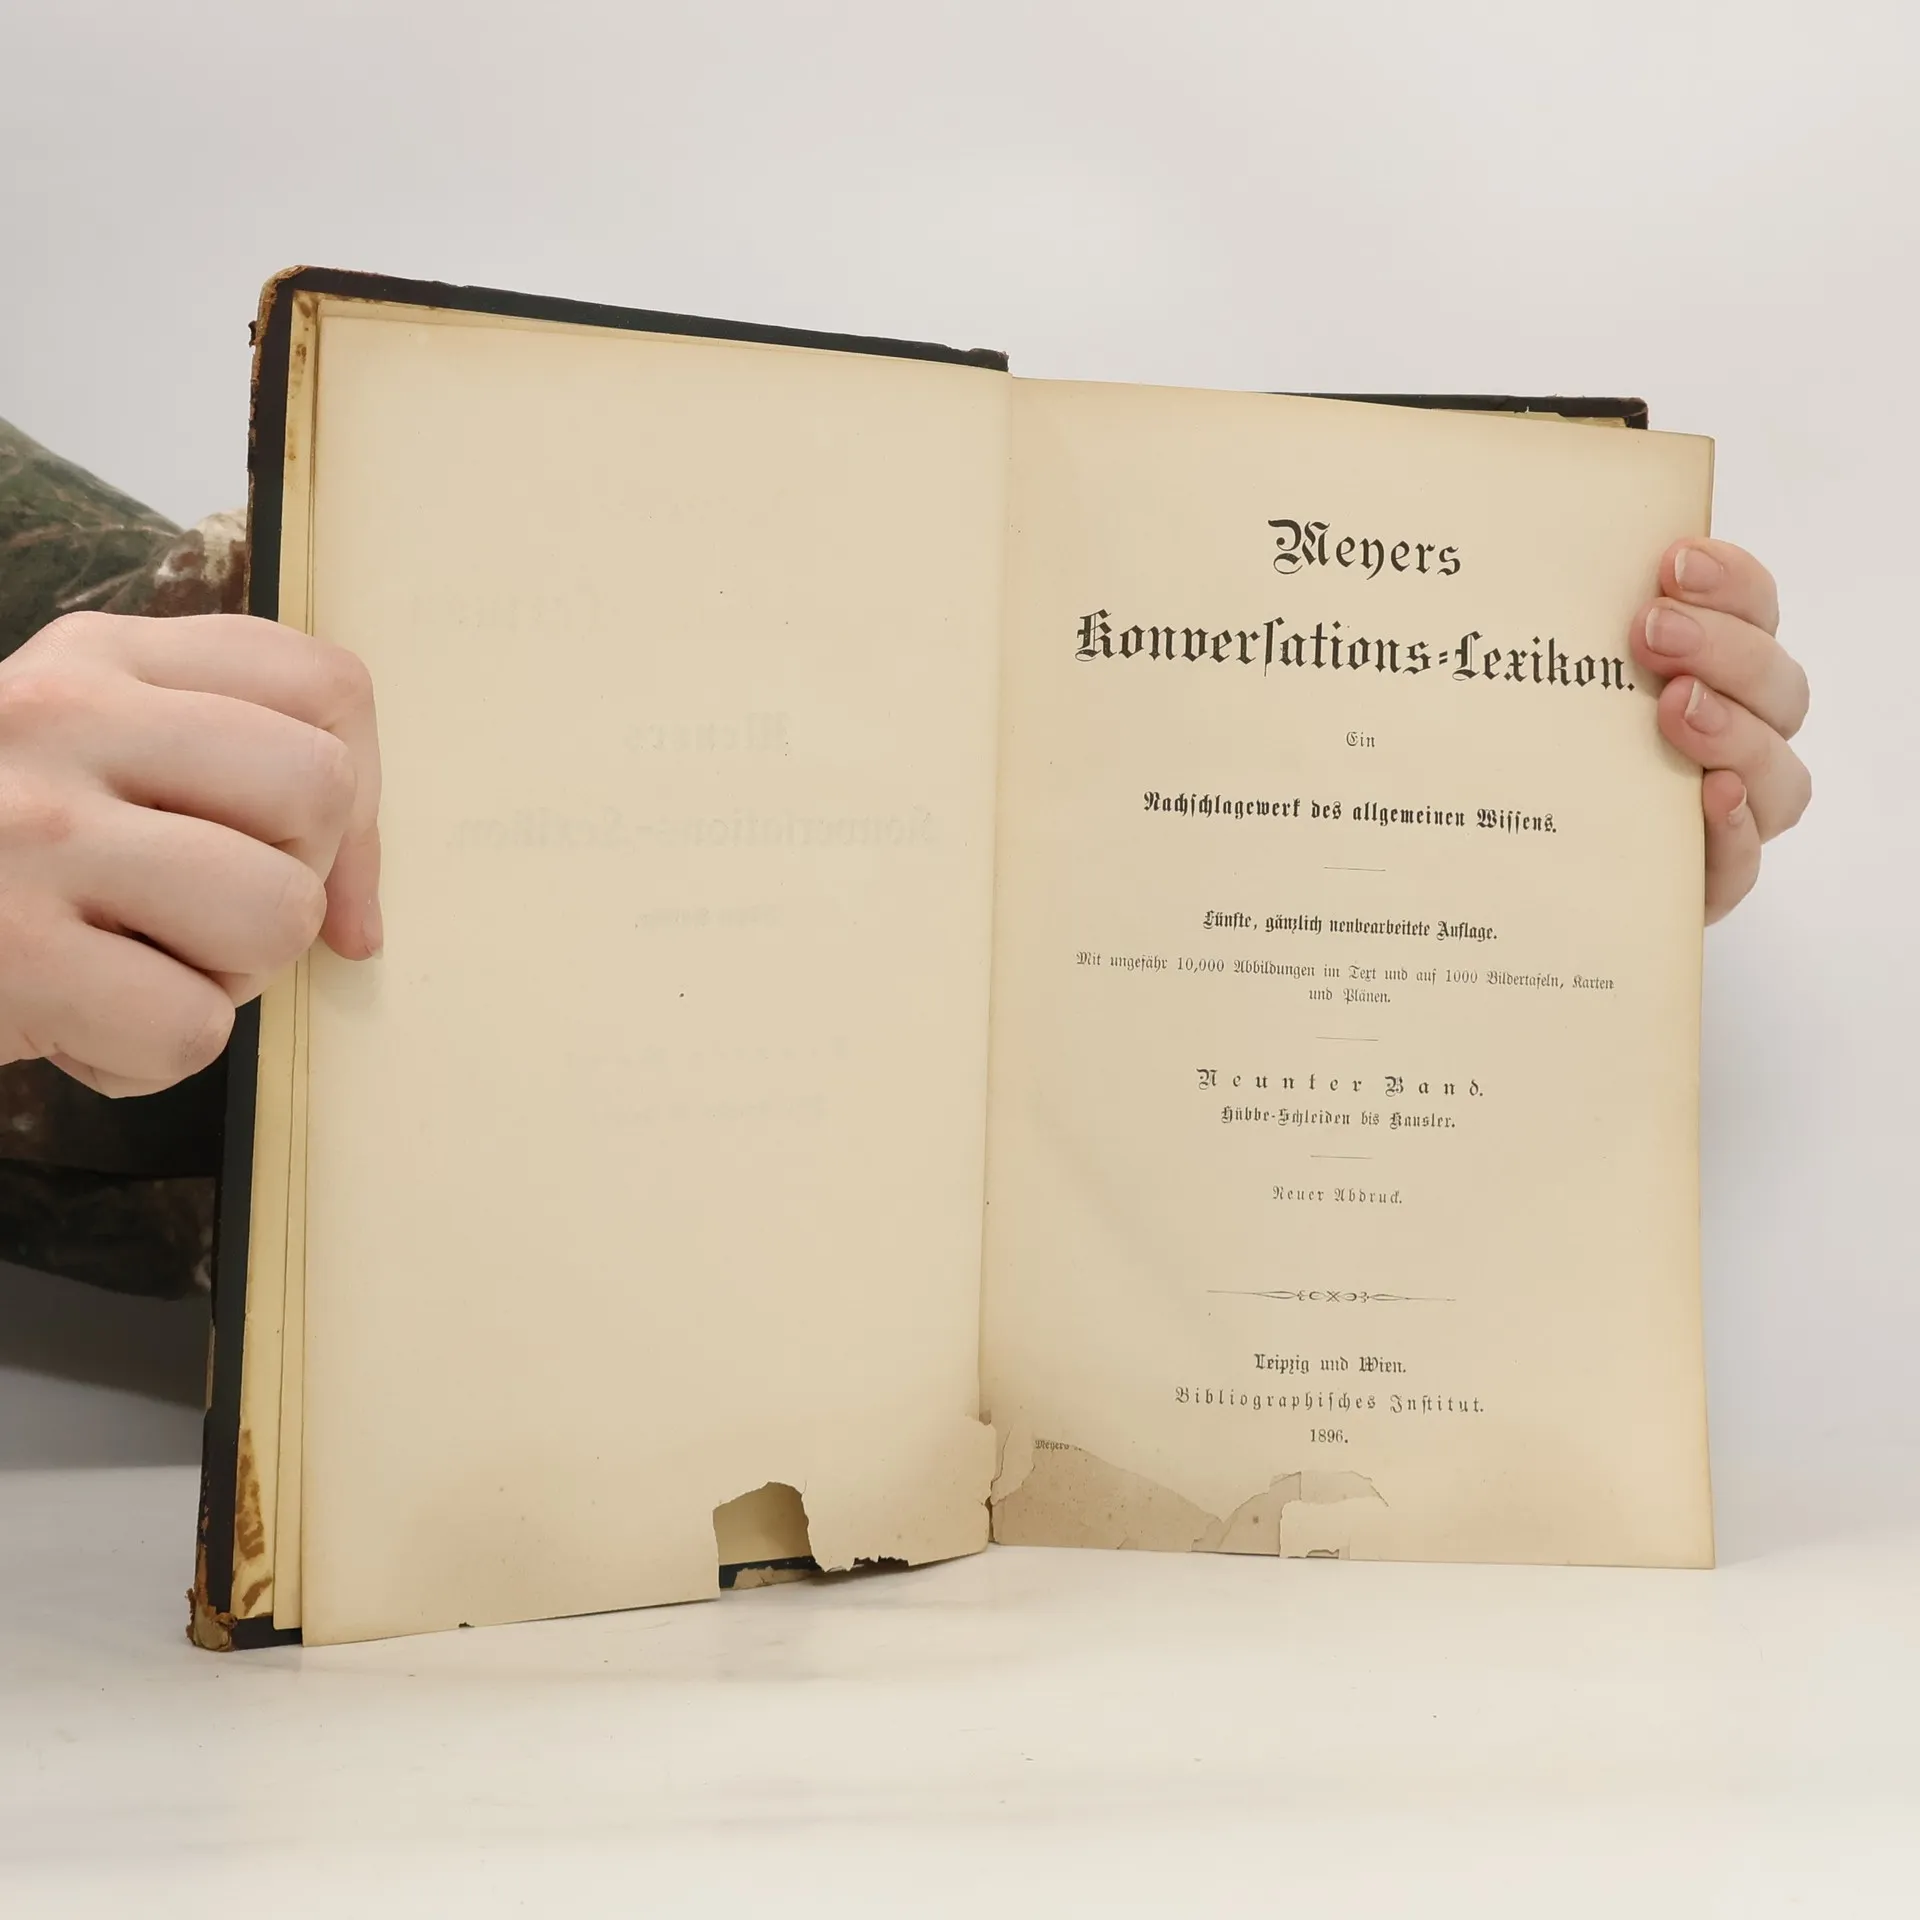 Meyers
Konverſations-Lexikon.
Ein
Nachſchlagewerk des allgemeinen Wiſſens.
Fünfte, gänzlich neubearbeitete Auflage.
Mit ungefähr 10,000 Abbildungen im Text und auf 1000 Bildertafeln, Karten
und Plänen.
Neunter Band.
Hübbe-Schleiden bis Kausler.
Neuer Abdruck.
Leipzig und Wien.
Bibliographiſches Inſtitut.
1896.
Meyers